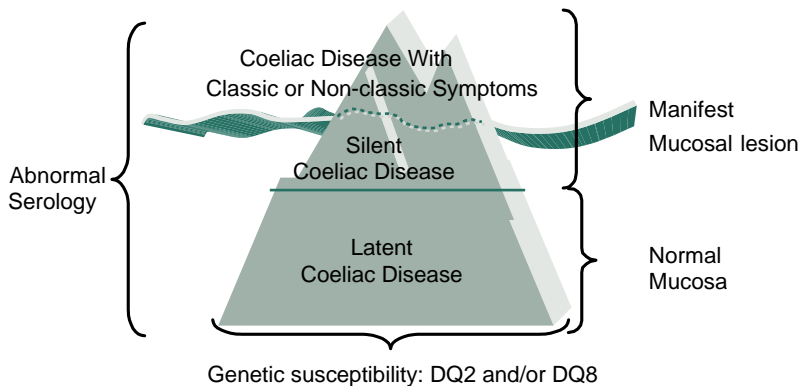 Coeliac Disease With
Classic or Non-classic Symptoms
Manifest
Mucosal lesion
Silent
Coeliac Disease
Abnormal
Serology
Latent
Coeliac Disease
Normal
Mucosa
Genetic susceptibility: DQ2 and/or DQ8